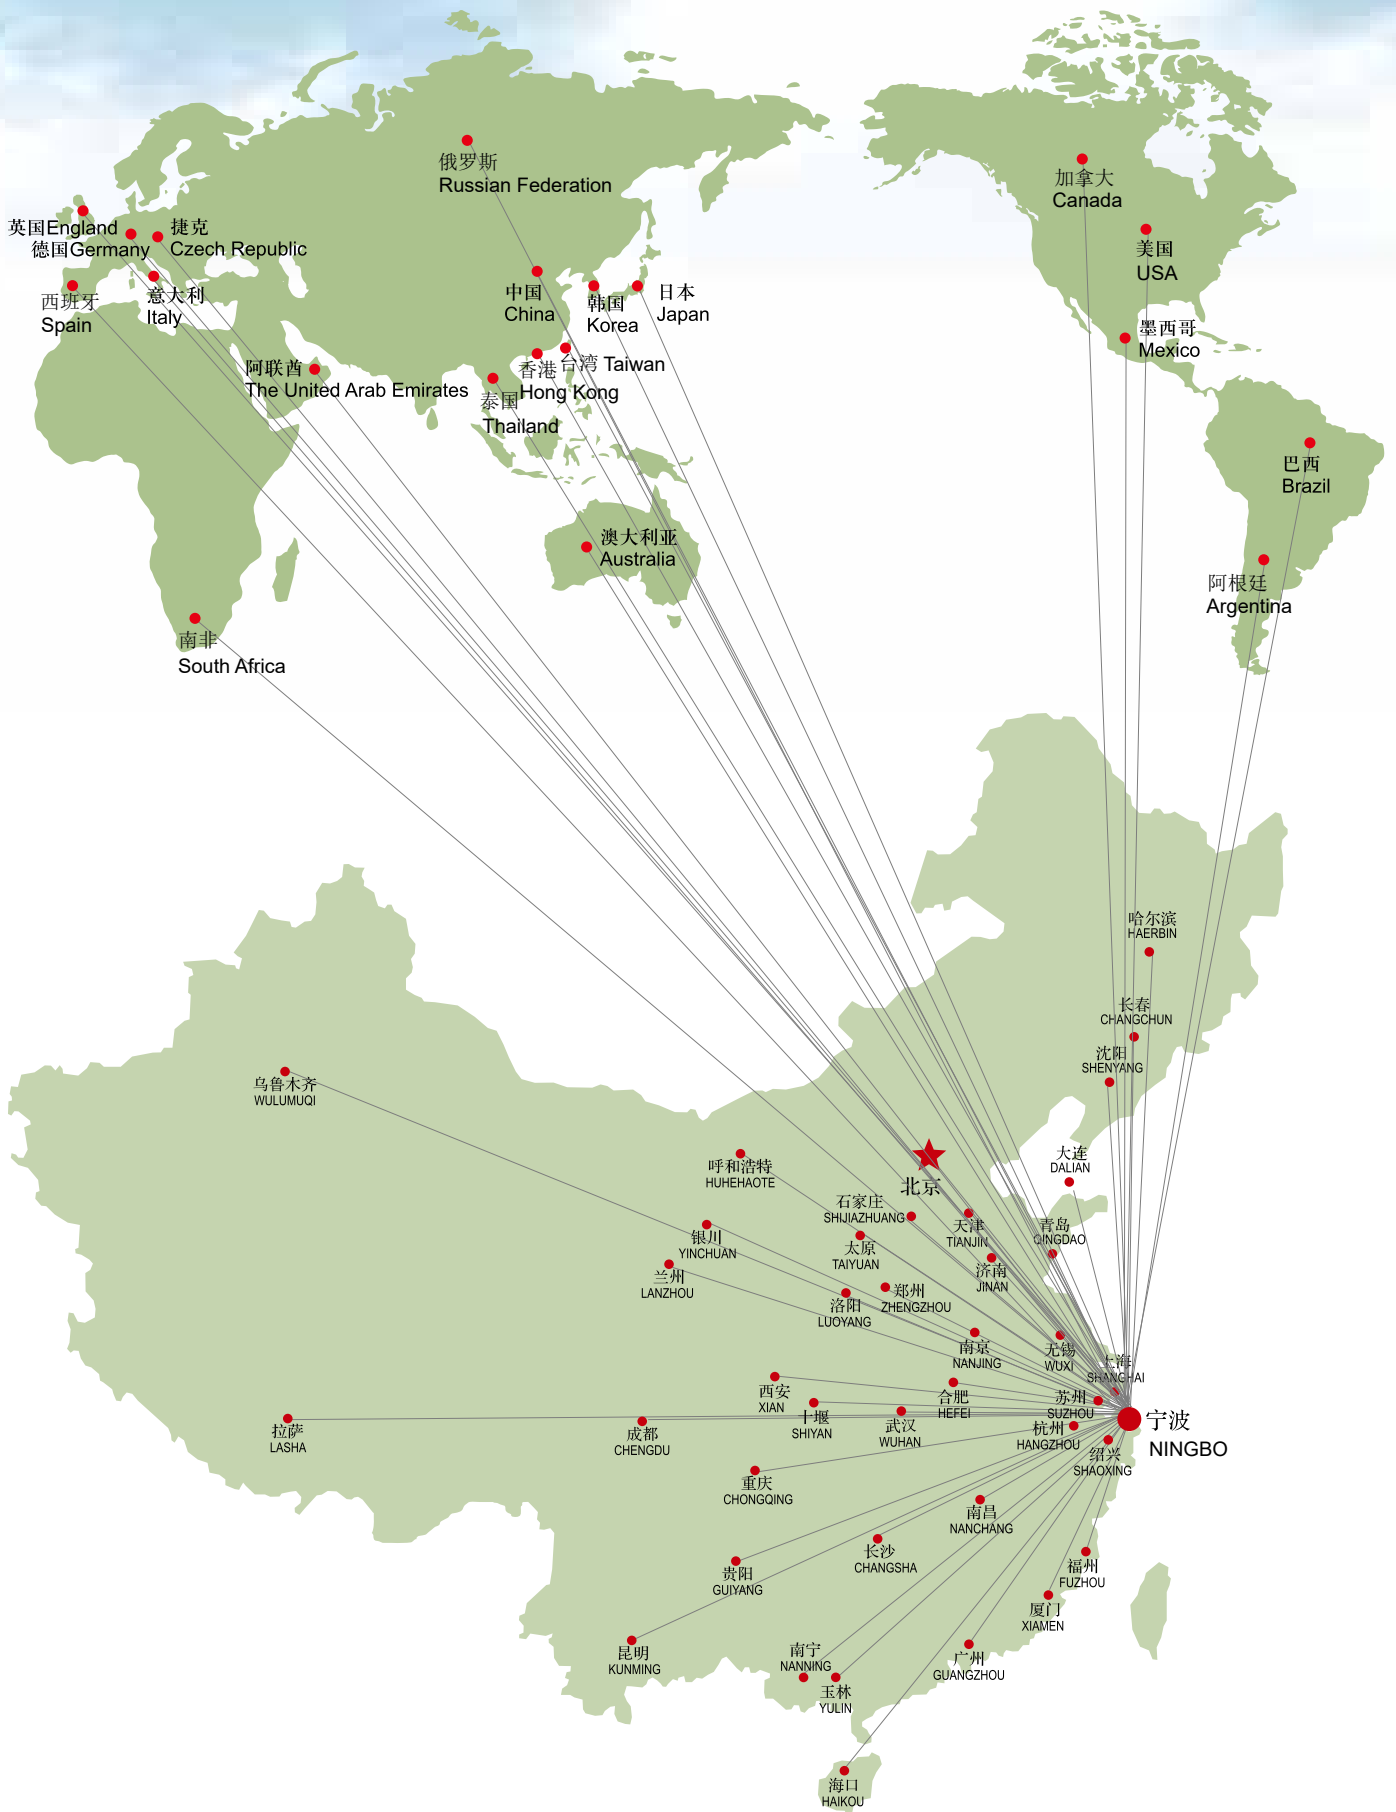 俄罗斯
Russian Federation
加拿大
Canada
英国England
德国Germany
捷克
Czech Republic
美国
USA
西班牙
Spain
意大利
Italy
中国
China
韩国
Korea
日本
Japan
墨西哥
Mexico
阿联酋
The United Arab Emirates
香港
Hong Kong
台湾 Taiwan
泰国
Thailand
巴西
Brazil
澳大利亚
Australia
阿根廷
Argentina
南非
South Africa
哈尔滨
HAERBIN
长春
CHANGCHUN
沈阳
SHENYANG
乌鲁木齐
WULUMUQI
呼和浩特
HUHEHAOTE
北京
大连
DALIAN
石家庄
SHIJIAZHUANG
天津
TIANJIN
青岛
QINGDAO
银川
YINCHUAN
太原
TAIYUAN
兰州
LANZHOU
济南
JINAN
洛阳
LUOYANG
郑州
ZHENGZHOU
南京
NANJING
无锡
WUXI
上海
SHANGHAI
西安
XIAN
十堰
SHIYAN
合肥
HEFEI
苏州
SUZHOU
宁波
NINGBO
拉萨
LASHA
成都
CHENGDU
武汉
WUHAN
杭州
HANGZHOU
绍兴
SHAOXING
重庆
CHONGQING
南昌
NANCHANG
长沙
CHANGSHA
贵阳
GUIYANG
福州
FUZHOU
厦门
XIAMEN
昆明
KUNMING
南宁
NANNING
玉林
YULIN
广州
GUANGZHOU
海口
HAIKOU